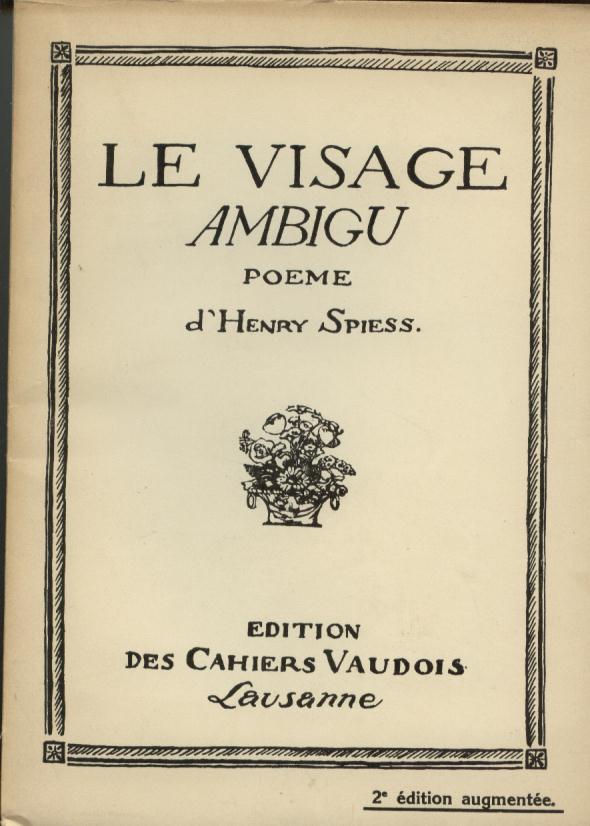 LE VISAGE
AMBIGU
POEME
d'HENRY SPIESS.
EDITION
DES CAHIERS VAUDOIS
Lausanne
2e édition augmentée.